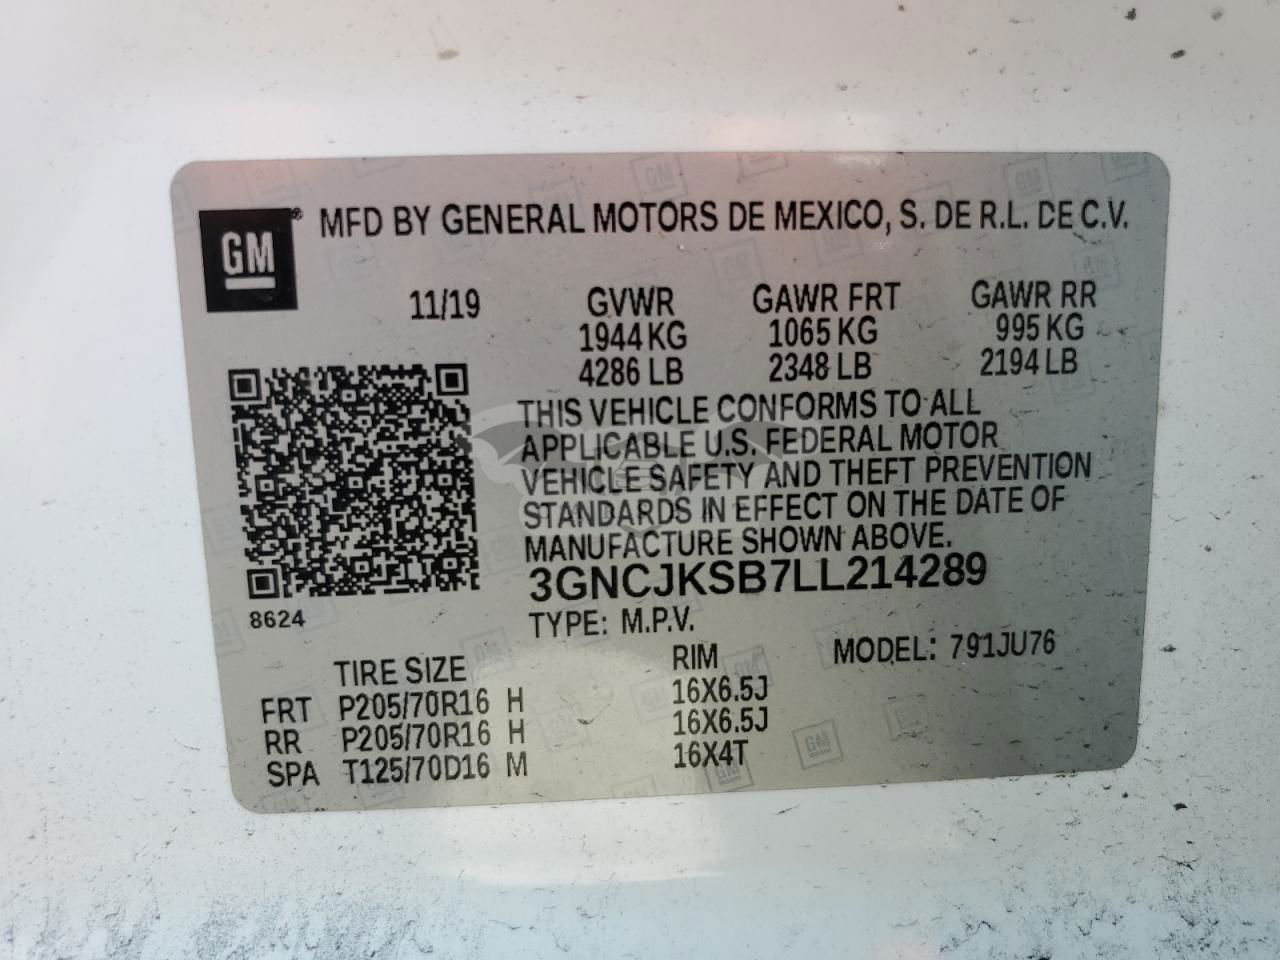 GM ® MFD BY GENERAL MOTORS DE MEXICO, S. DE R.L. DE C.V.
11/19 GVWR GAWR FRT GAWR RR
1944 KG 1065 KG 995 KG
4286 LB 2348 LB 2194 LB
THIS VEHICLE CONFORMS TO ALL
APPLICABLE U.S. FEDERAL MOTOR
VEHICLE SAFETY AND THEFT PREVENTION
STANDARDS IN EFFECT ON THE DATE OF
MANUFACTURE SHOWN ABOVE.
3GNCJKSB7LL214289
8624
TYPE: M.P.V.
MODEL: 791JU76
TIRE SIZE RIM
FRT P205/70R16 H 16X6.5J
RR P205/70R16 H 16X6.5J
SPA T125/70D16 M 16X4T